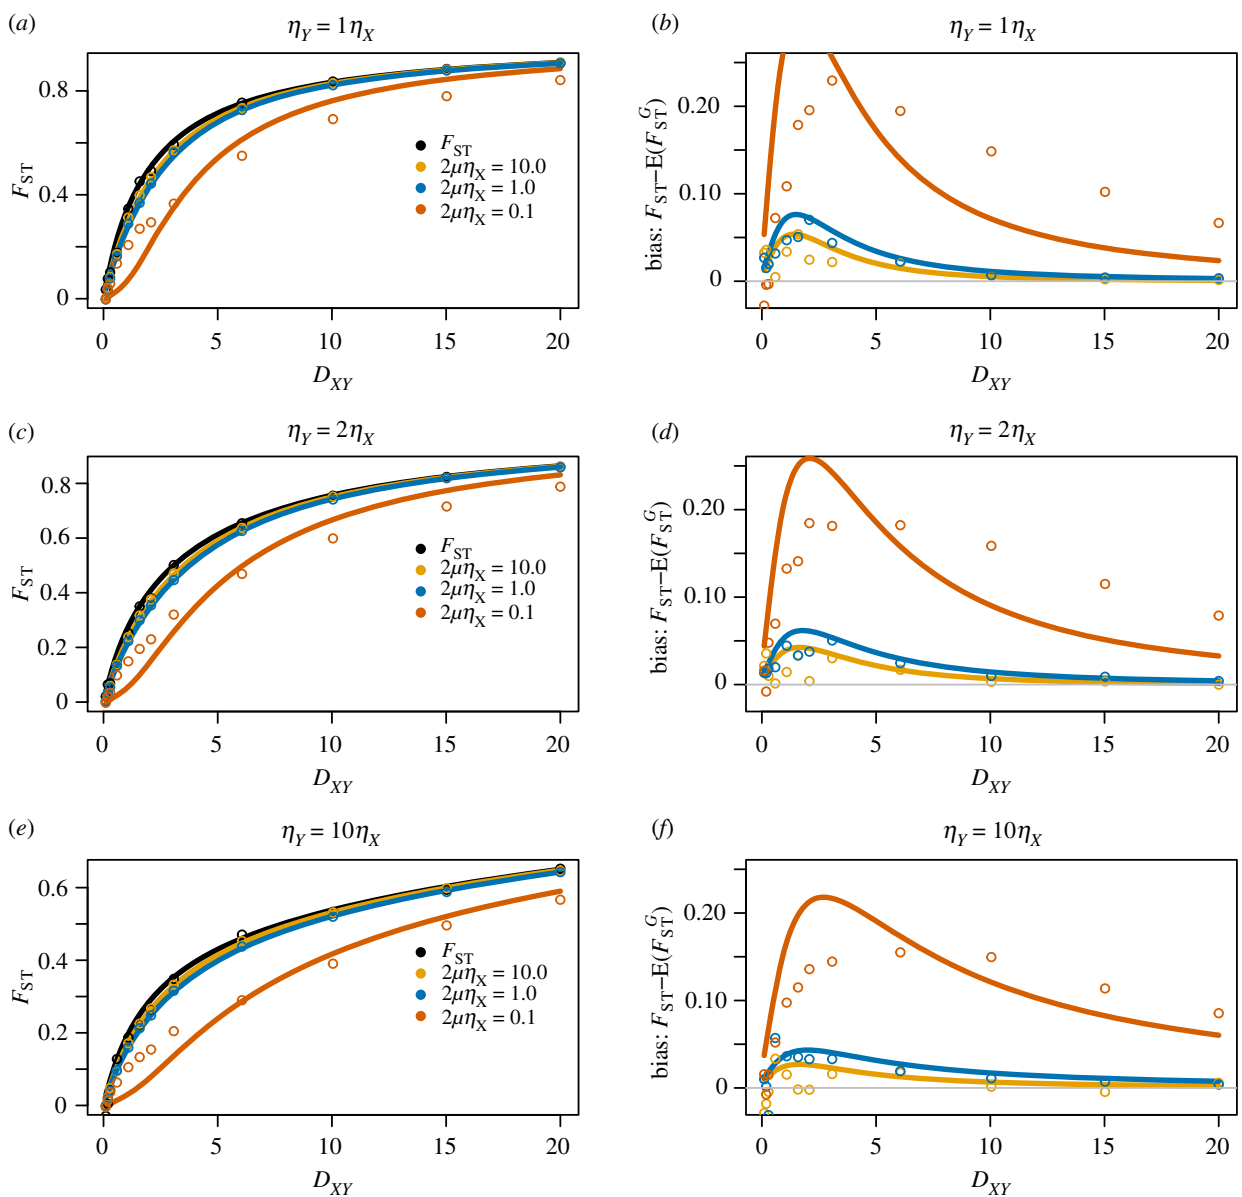 (a) η_Y = 1η_X
F_ST
0.8
0.4
0
F_ST
2μη_X = 10.0
2μη_X = 1.0
2μη_X = 0.1
0 5 10 15 20
D_XY
(b) η_Y = 1η_X
bias: F_ST–E(F_ST^G)
0.20
0.10
0
0 5 10 15 20
D_XY
(c) η_Y = 2η_X
F_ST
0.8
0.6
0.4
0.2
0
F_ST
2μη_X = 10.0
2μη_X = 1.0
2μη_X = 0.1
0 5 10 15 20
D_XY
(d) η_Y = 2η_X
bias: F_ST–E(F_ST^G)
0.20
0.10
0
0 5 10 15 20
D_XY
(e) η_Y = 10η_X
F_ST
0.6
0.4
0.2
0
F_ST
2μη_X = 10.0
2μη_X = 1.0
2μη_X = 0.1
0 5 10 15 20
D_XY
(f) η_Y = 10η_X
bias: F_ST–E(F_ST^G)
0.20
0.10
0
0 5 10 15 20
D_XY